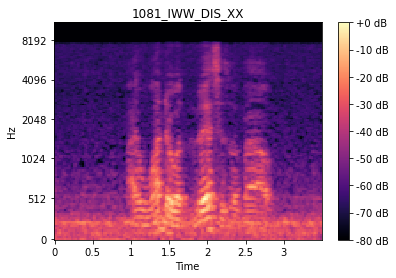 1081_IWW_DIS_XX
8192
4096
2048
1024
512
0
Hz
0 0.5 1 1.5 2 2.5 3
Time
+0 dB
-10 dB
-20 dB
-30 dB
-40 dB
-50 dB
-60 dB
-70 dB
-80 dB